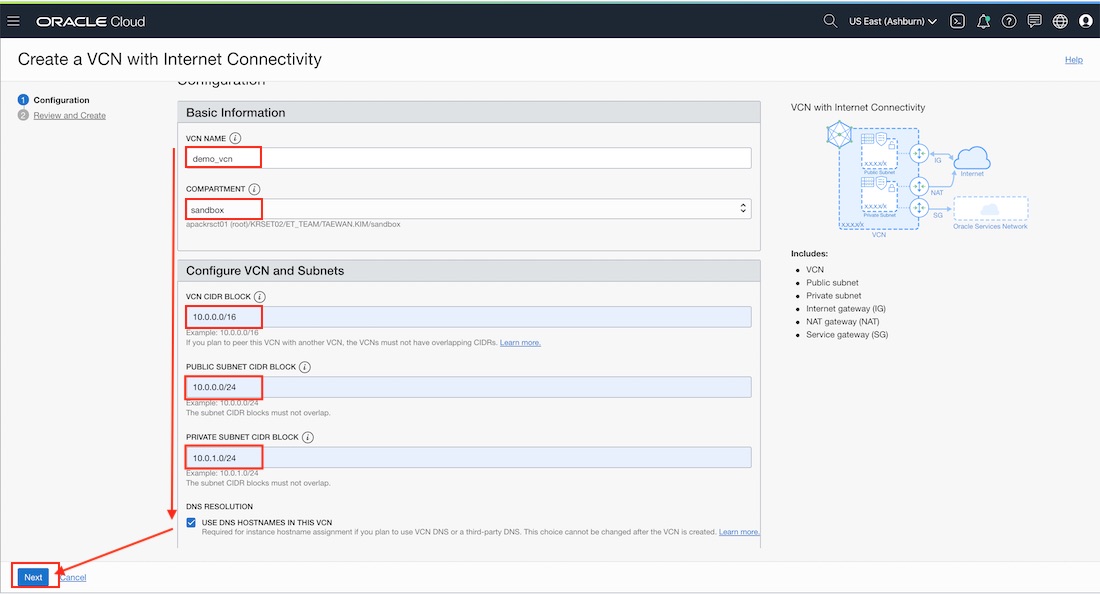 ORACLE Cloud
US East (Ashburn)
Create a VCN with Internet Connectivity
Help
1 Configuration
2 Review and Create
Configuration
Basic Information
VCN NAME i
demo_vcn
COMPARTMENT i
sandbox
apackrsct01 (root)/KRSET02/ET_TEAM/TAEWAN.KIM/sandbox
Configure VCN and Subnets
VCN CIDR BLOCK i
10.0.0.0/16
Example: 10.0.0.0/16
If you plan to peer this VCN with another VCN, the VCNs must not have overlapping CIDRs. Learn more.
PUBLIC SUBNET CIDR BLOCK i
10.0.0.0/24
Example: 10.0.0.0/24
The subnet CIDR blocks must not overlap.
PRIVATE SUBNET CIDR BLOCK i
10.0.1.0/24
Example: 10.0.1.0/24
The subnet CIDR blocks must not overlap.
DNS RESOLUTION
USE DNS HOSTNAMES IN THIS VCN
Required for instance hostname assignment if you plan to use VCN DNS or a third-party DNS. This choice cannot be changed after the VCN is created. Learn more.
Next
Cancel
VCN with Internet Connectivity
x.x.x.x/x
Public Subnet
IG
Internet
NAT
x.x.x.x/x
Private Subnet
SG
x.x.x.x/x
Oracle Services Network
VCN
Includes:
• VCN
• Public subnet
• Private subnet
• Internet gateway (IG)
• NAT gateway (NAT)
• Service gateway (SG)